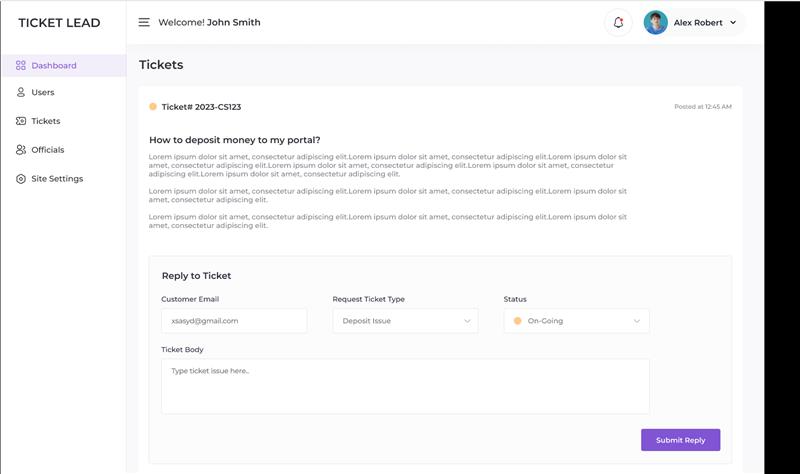 TICKET LEAD
Welcome! John Smith
Alex Robert
Dashboard
Users
Tickets
Officials
Site Settings
Tickets
Ticket# 2023-CS123
Posted at 12:45 AM
How to deposit money to my portal?
Lorem ipsum dolor sit amet, consectetur adipiscing elit.Lorem ipsum dolor sit amet, consectetur adipiscing elit.Lorem ipsum dolor sit
amet, consectetur adipiscing elit.Lorem ipsum dolor sit amet, consectetur adipiscing elit.Lorem ipsum dolor sit amet, consectetur
adipiscing elit.Lorem ipsum dolor sit amet, consectetur adipiscing elit.
Lorem ipsum dolor sit amet, consectetur adipiscing elit.Lorem ipsum dolor sit amet, consectetur adipiscing elit.Lorem ipsum dolor sit
amet, consectetur adipiscing elit.
Lorem ipsum dolor sit amet, consectetur adipiscing elit.Lorem ipsum dolor sit amet, consectetur adipiscing elit.Lorem ipsum dolor sit
amet, consectetur adipiscing elit.
Reply to Ticket
Customer Email
Request Ticket Type
Status
xsasyd@gmail.com
Deposit Issue
On-Going
Ticket Body
Type ticket issue here..
Submit Reply